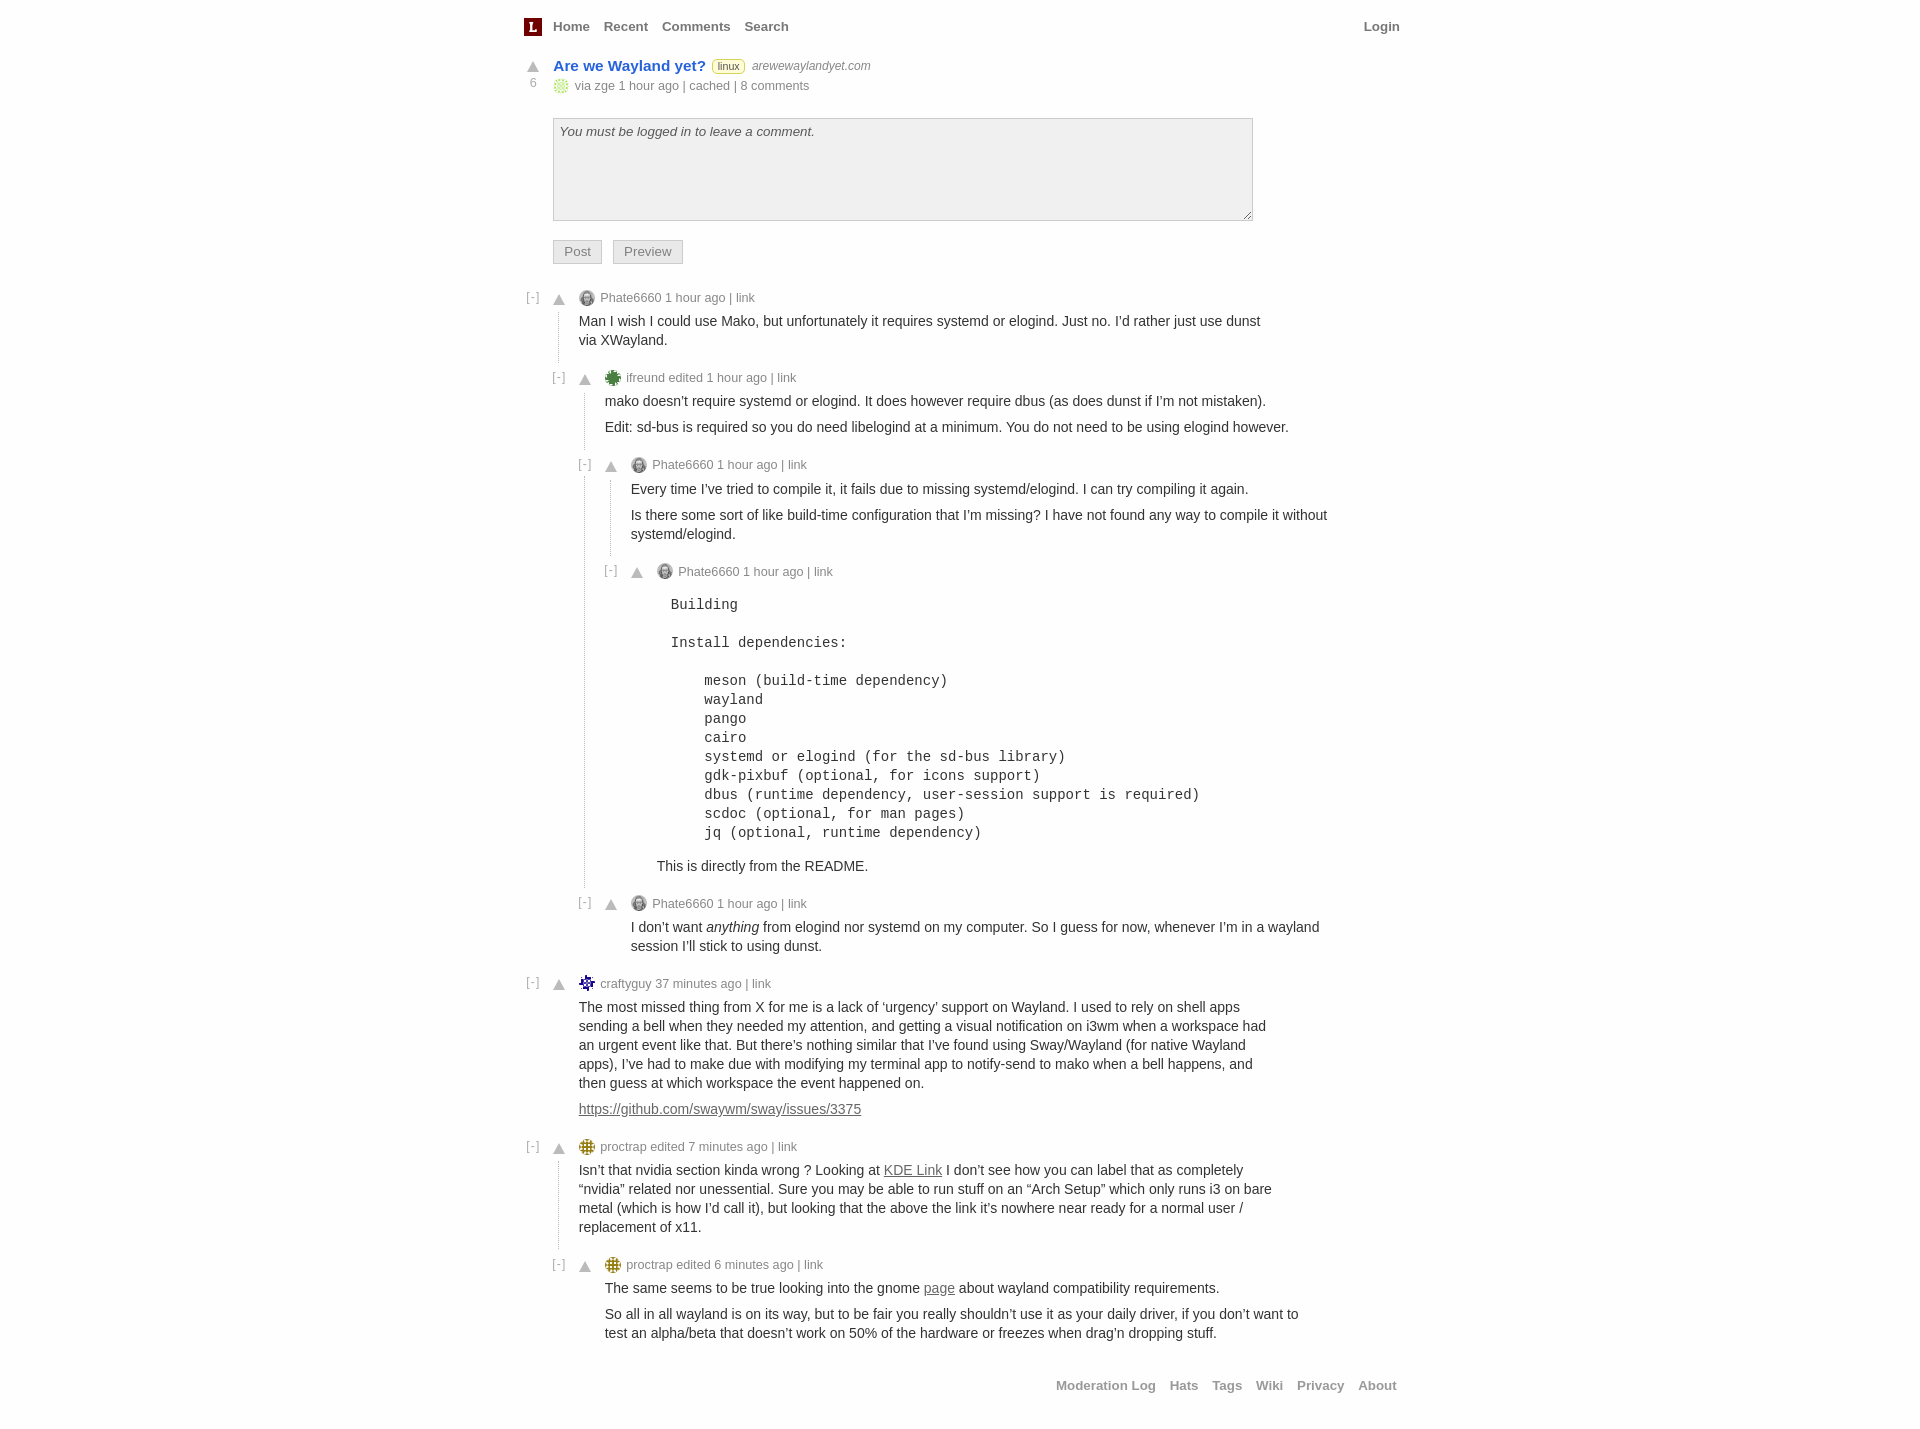 L Home Recent Comments Search Login
Are we Wayland yet? linux arewewaylandyet.com
6 via zge 1 hour ago | cached | 8 comments
You must be logged in to leave a comment.
Post Preview
[-] Phate6660 1 hour ago | link
Man I wish I could use Mako, but unfortunately it requires systemd or elogind. Just no. I’d rather just use dunst
via XWayland.
[-] ifreund edited 1 hour ago | link
mako doesn’t require systemd or elogind. It does however require dbus (as does dunst if I’m not mistaken).
Edit: sd-bus is required so you do need libelogind at a minimum. You do not need to be using elogind however.
[-] Phate6660 1 hour ago | link
Every time I’ve tried to compile it, it fails due to missing systemd/elogind. I can try compiling it again.
Is there some sort of like build-time configuration that I’m missing? I have not found any way to compile it without
systemd/elogind.
[-] Phate6660 1 hour ago | link
Building
Install dependencies:
meson (build-time dependency)
wayland
pango
cairo
systemd or elogind (for the sd-bus library)
gdk-pixbuf (optional, for icons support)
dbus (runtime dependency, user-session support is required)
scdoc (optional, for man pages)
jq (optional, runtime dependency)
This is directly from the README.
[-] Phate6660 1 hour ago | link
I don’t want anything from elogind nor systemd on my computer. So I guess for now, whenever I’m in a wayland
session I’ll stick to using dunst.
[-] craftyguy 37 minutes ago | link
The most missed thing from X for me is a lack of ‘urgency’ support on Wayland. I used to rely on shell apps
sending a bell when they needed my attention, and getting a visual notification on i3wm when a workspace had
an urgent event like that. But there’s nothing similar that I’ve found using Sway/Wayland (for native Wayland
apps), I’ve had to make due with modifying my terminal app to notify-send to mako when a bell happens, and
then guess at which workspace the event happened on.
https://github.com/swaywm/sway/issues/3375
[-] proctrap edited 7 minutes ago | link
Isn’t that nvidia section kinda wrong ? Looking at KDE Link I don’t see how you can label that as completely
“nvidia” related nor unessential. Sure you may be able to run stuff on an “Arch Setup” which only runs i3 on bare
metal (which is how I’d call it), but looking that the above the link it’s nowhere near ready for a normal user /
replacement of x11.
[-] proctrap edited 6 minutes ago | link
The same seems to be true looking into the gnome page about wayland compatibility requirements.
So all in all wayland is on its way, but to be fair you really shouldn’t use it as your daily driver, if you don’t want to
test an alpha/beta that doesn’t work on 50% of the hardware or freezes when drag’n dropping stuff.
Moderation Log Hats Tags Wiki Privacy About